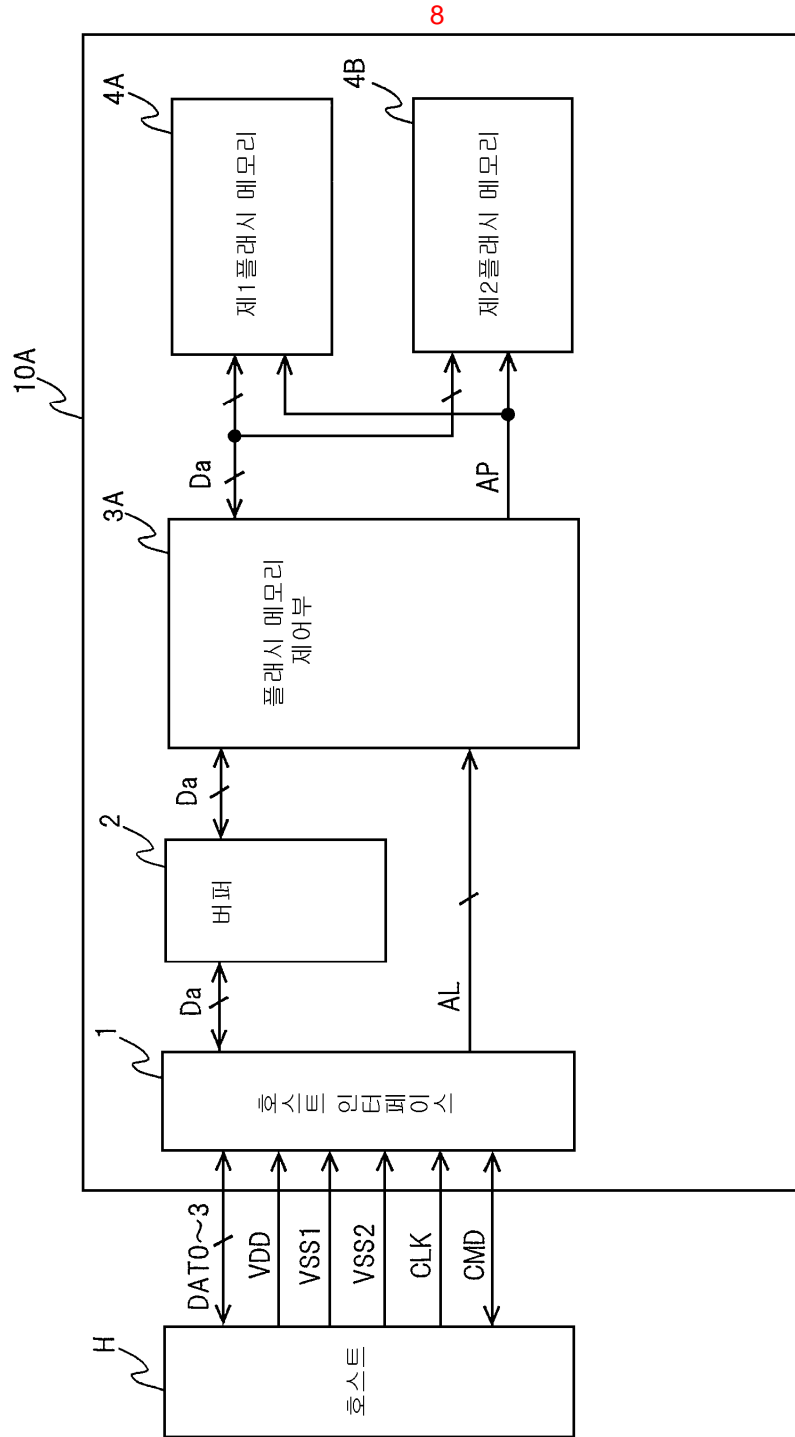 8
10A
H
호스트
DAT0~3
VDD
VSS1
VSS2
CLK
CMD
1
호스트 인터페이스
Da
AL
2
버퍼
Da
3A
플래시 메모리
제어부
Da
AP
4A
제1플래시 메모리
4B
제2플래시 메모리